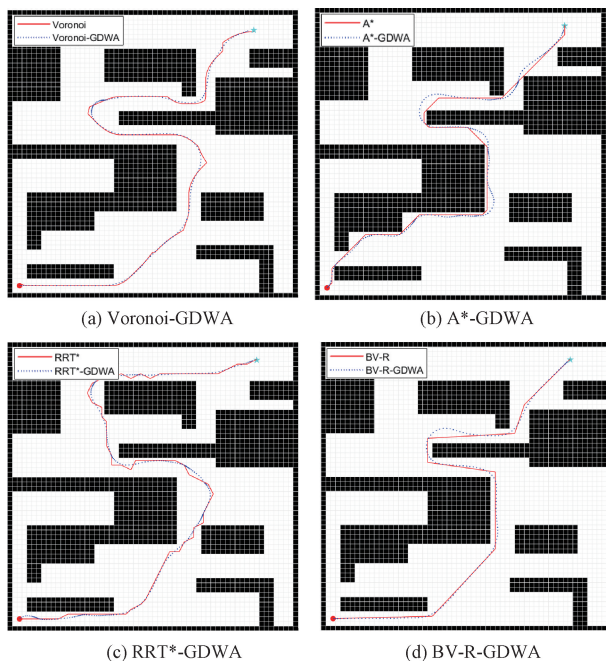 Voronoi
Voronoi-GDWA
A*
A*-GDWA
(a) Voronoi-GDWA
(b) A*-GDWA
RRT*
RRT*-GDWA
BV-R
BV-R-GDWA
(c) RRT*-GDWA
(d) BV-R-GDWA